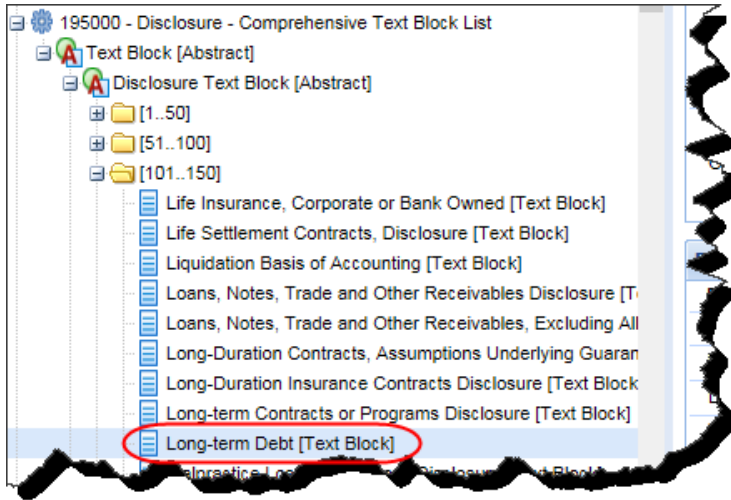 195000 - Disclosure - Comprehensive Text Block List
Text Block [Abstract]
Disclosure Text Block [Abstract]
[1..50]
[51..100]
[101..150]
Life Insurance, Corporate or Bank Owned [Text Block]
Life Settlement Contracts, Disclosure [Text Block]
Liquidation Basis of Accounting [Text Block]
Loans, Notes, Trade and Other Receivables Disclosure [T
Loans, Notes, Trade and Other Receivables, Excluding All
Long-Duration Contracts, Assumptions Underlying Guaran
Long-Duration Insurance Contracts Disclosure [Text Block
Long-term Contracts or Programs Disclosure [Text Block]
Long-term Debt [Text Block]